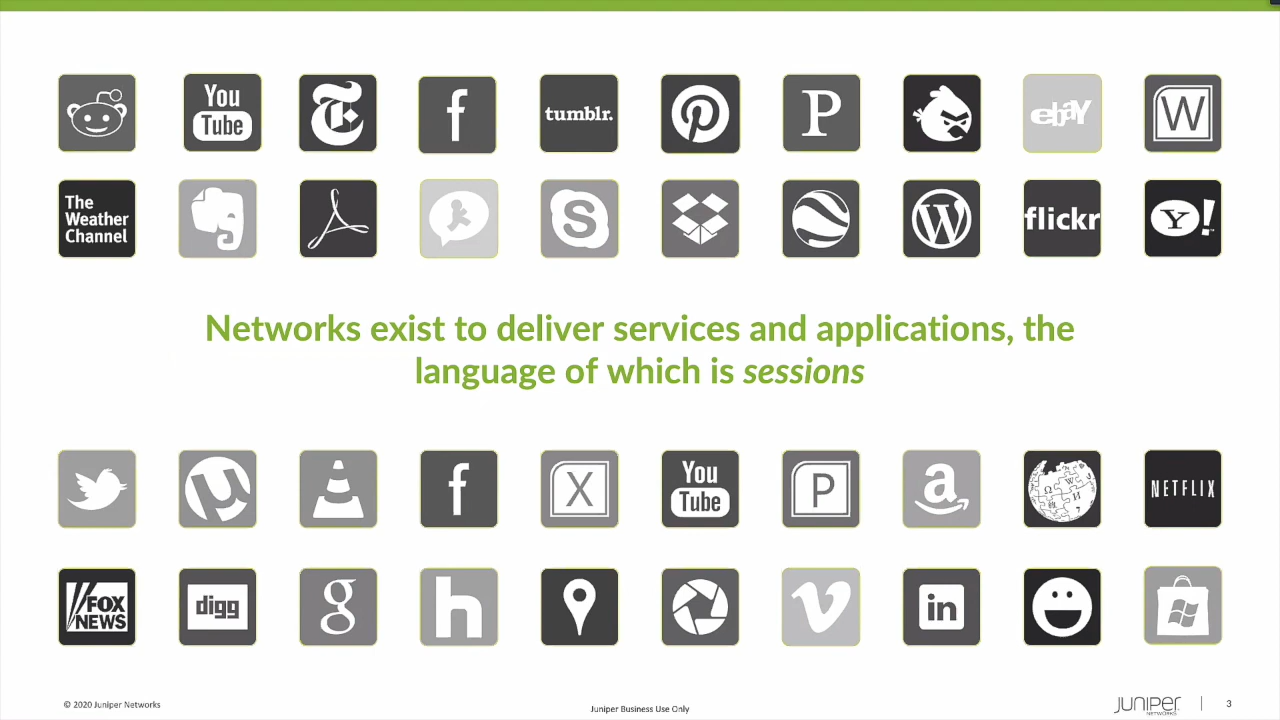 You
Tube
f
tumblr.
P
ebaY
W
The
Weather
Channel
S
W
flickr
Y!
Networks exist to deliver services and applications, the
language of which is sessions
µ
f
X
You
Tube
P
a
NETFLIX
FOX
NEWS
digg
g
h
v
in
© 2020 Juniper Networks
Juniper Business Use Only
JUNIPEr
NETWORKS
3